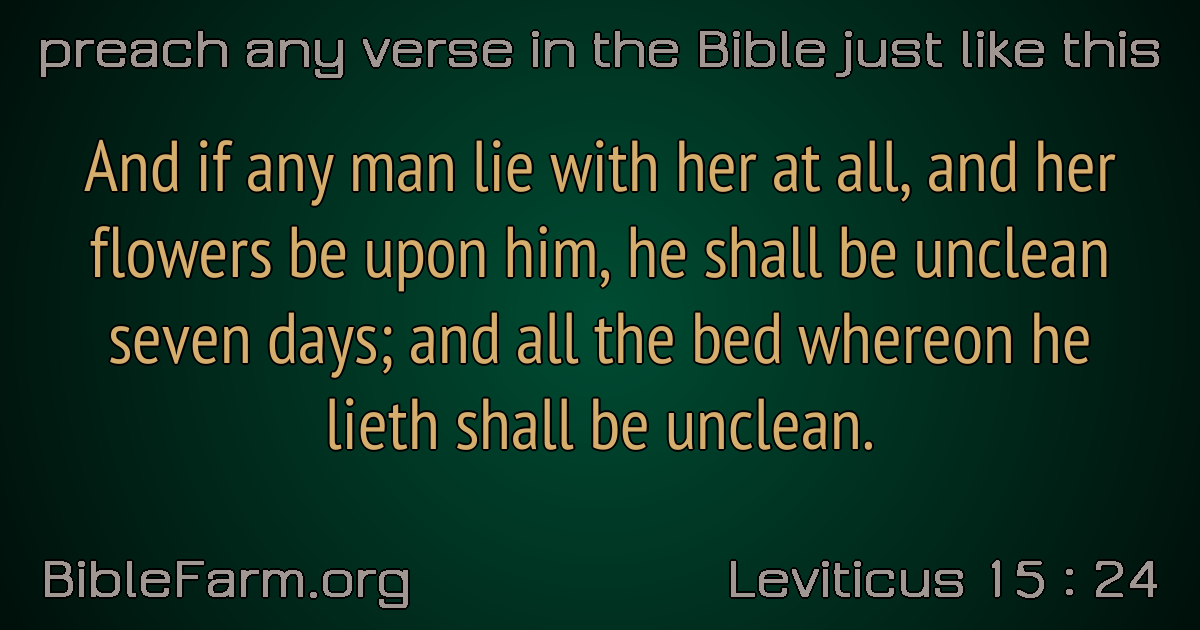 preach any verse in the Bible just like this
And if any man lie with her at all, and her
flowers be upon him, he shall be unclean
seven days; and all the bed whereon he
lieth shall be unclean.
BibleFarm.org
Leviticus 15 : 24